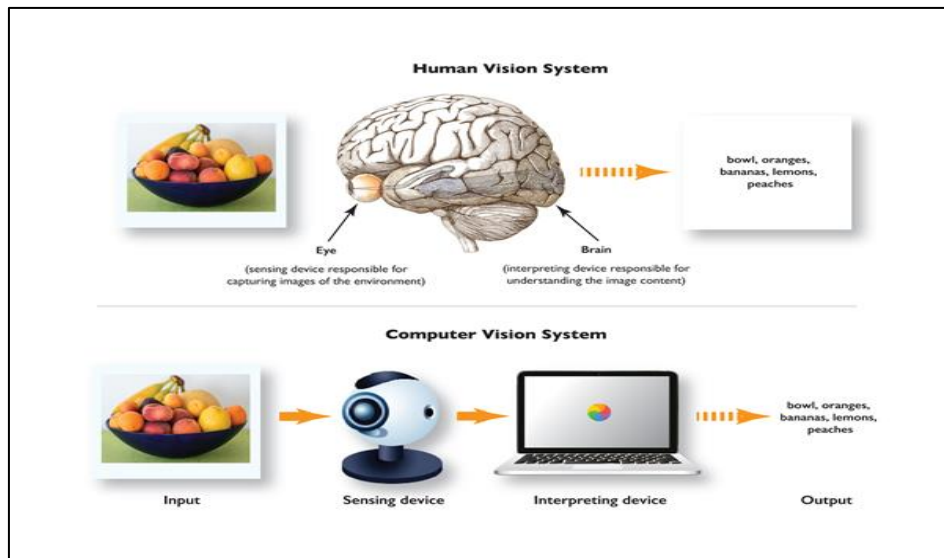 Human Vision System
bowl, oranges,
bananas, lemons,
peaches
Eye
(sensing device responsible for
capturing images of the environment)
Brain
(interpreting device responsible for
understanding the image content)
Computer Vision System
bowl, oranges,
bananas, lemons,
peaches
Input
Sensing device
Interpreting device
Output